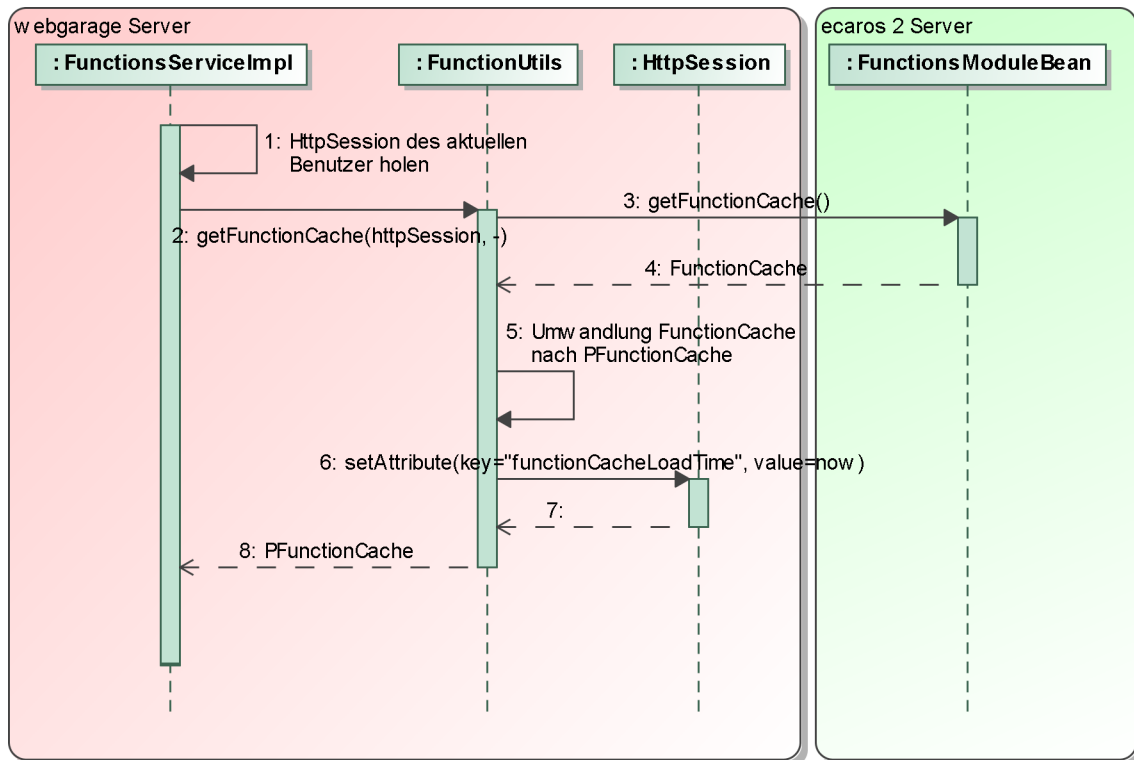 webgarage Server
ecaros 2 Server
: FunctionsServiceImpl
: FunctionUtils
: HttpSession
: FunctionsModuleBean
1: HttpSession des aktuellen
Benutzer holen
3: getFunctionCache()
2: getFunctionCache(httpSession, -)
4: FunctionCache
5: Umwandlung FunctionCache
nach PFunctionCache
6: setAttribute(key="functionCacheLoadTime", value=now)
7:
8: PFunctionCache